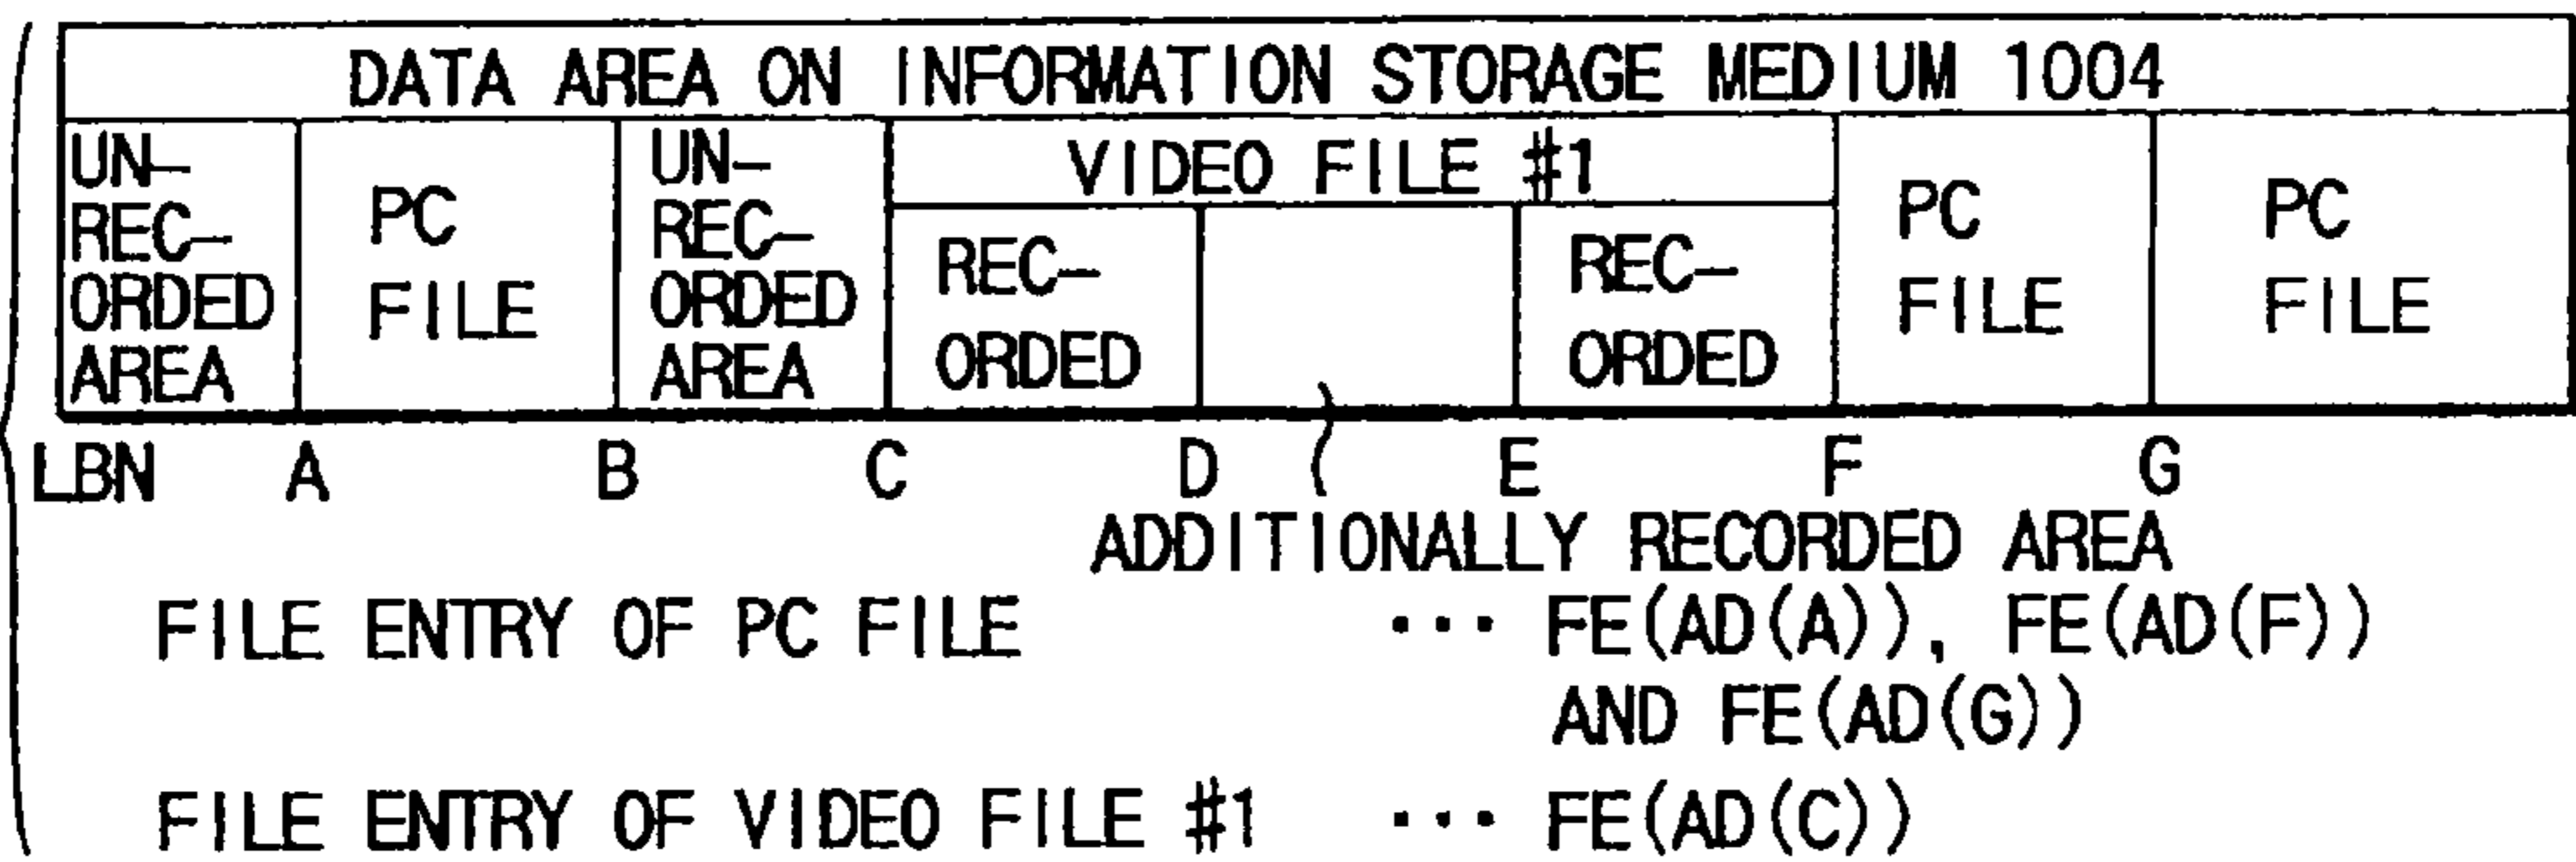 DATA AREA ON INFORMATION STORAGE MEDIUM 1004
UN-
REC-
ORDED
AREA
PC
FILE
UN-
REC-
ORDED
AREA
VIDEO FILE #1
REC-
ORDED
REC-
ORDED
PC
FILE
PC
FILE
LBN A B C D E F G
ADDITIONALLY RECORDED AREA
FILE ENTRY OF PC FILE ··· FE(AD(A)), FE(AD(F))
AND FE(AD(G))
FILE ENTRY OF VIDEO FILE #1 ··· FE(AD(C))